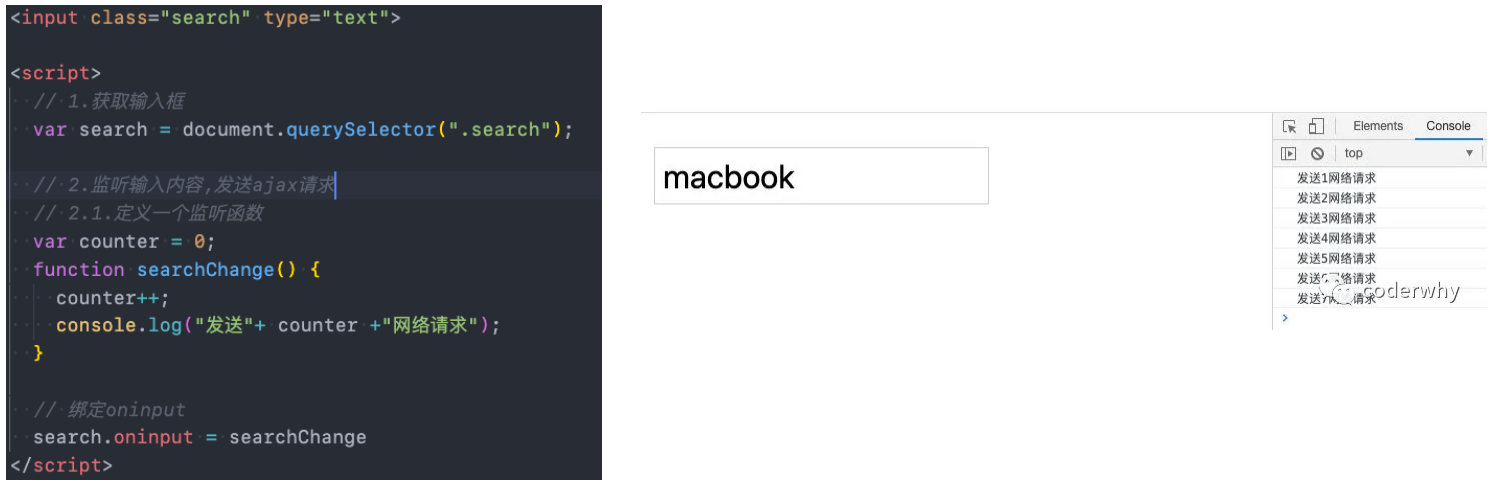 <input class="search" type="text">
<script>
// 1.获取输入框
var search = document.querySelector(".search");
// 2.监听输入内容,发送ajax请求
// 2.1.定义一个监听函数
var counter = 0;
function searchChange() {
counter++;
console.log("发送"+ counter +"网络请求");
}
// 绑定oninput
search.oninput = searchChange
</script>
macbook
Elements Console
top
发送1网络请求
发送2网络请求
发送3网络请求
发送4网络请求
发送5网络请求
发送 络请求
发送7网络请求
coderwhy